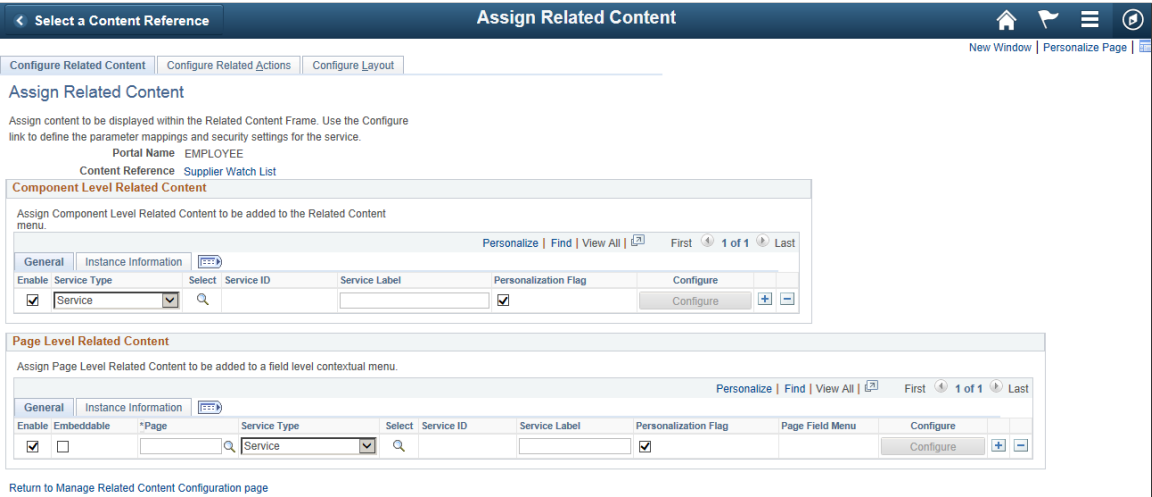 Select a Content Reference
Assign Related Content
New Window | Personalize Page |
Configure Related Content
Configure Related Actions
Configure Layout
Assign Related Content
Assign content to be displayed within the Related Content Frame. Use the Configure
link to define the parameter mappings and security settings for the service.
Portal Name EMPLOYEE
Content Reference Supplier Watch List
Component Level Related Content
Assign Component Level Related Content to be added to the Related Content
menu.
Personalize | Find | View All | First 1 of 1 Last
General Instance Information
Enable Service Type Select Service ID Service Label Personalization Flag Configure
Service Configure
Page Level Related Content
Assign Page Level Related Content to be added to a field level contextual menu.
Personalize | Find | View All | First 1 of 1 Last
General Instance Information
Enable Embeddable *Page Service Type Select Service ID Service Label Personalization Flag Page Field Menu Configure
Service Configure
Return to Manage Related Content Configuration page